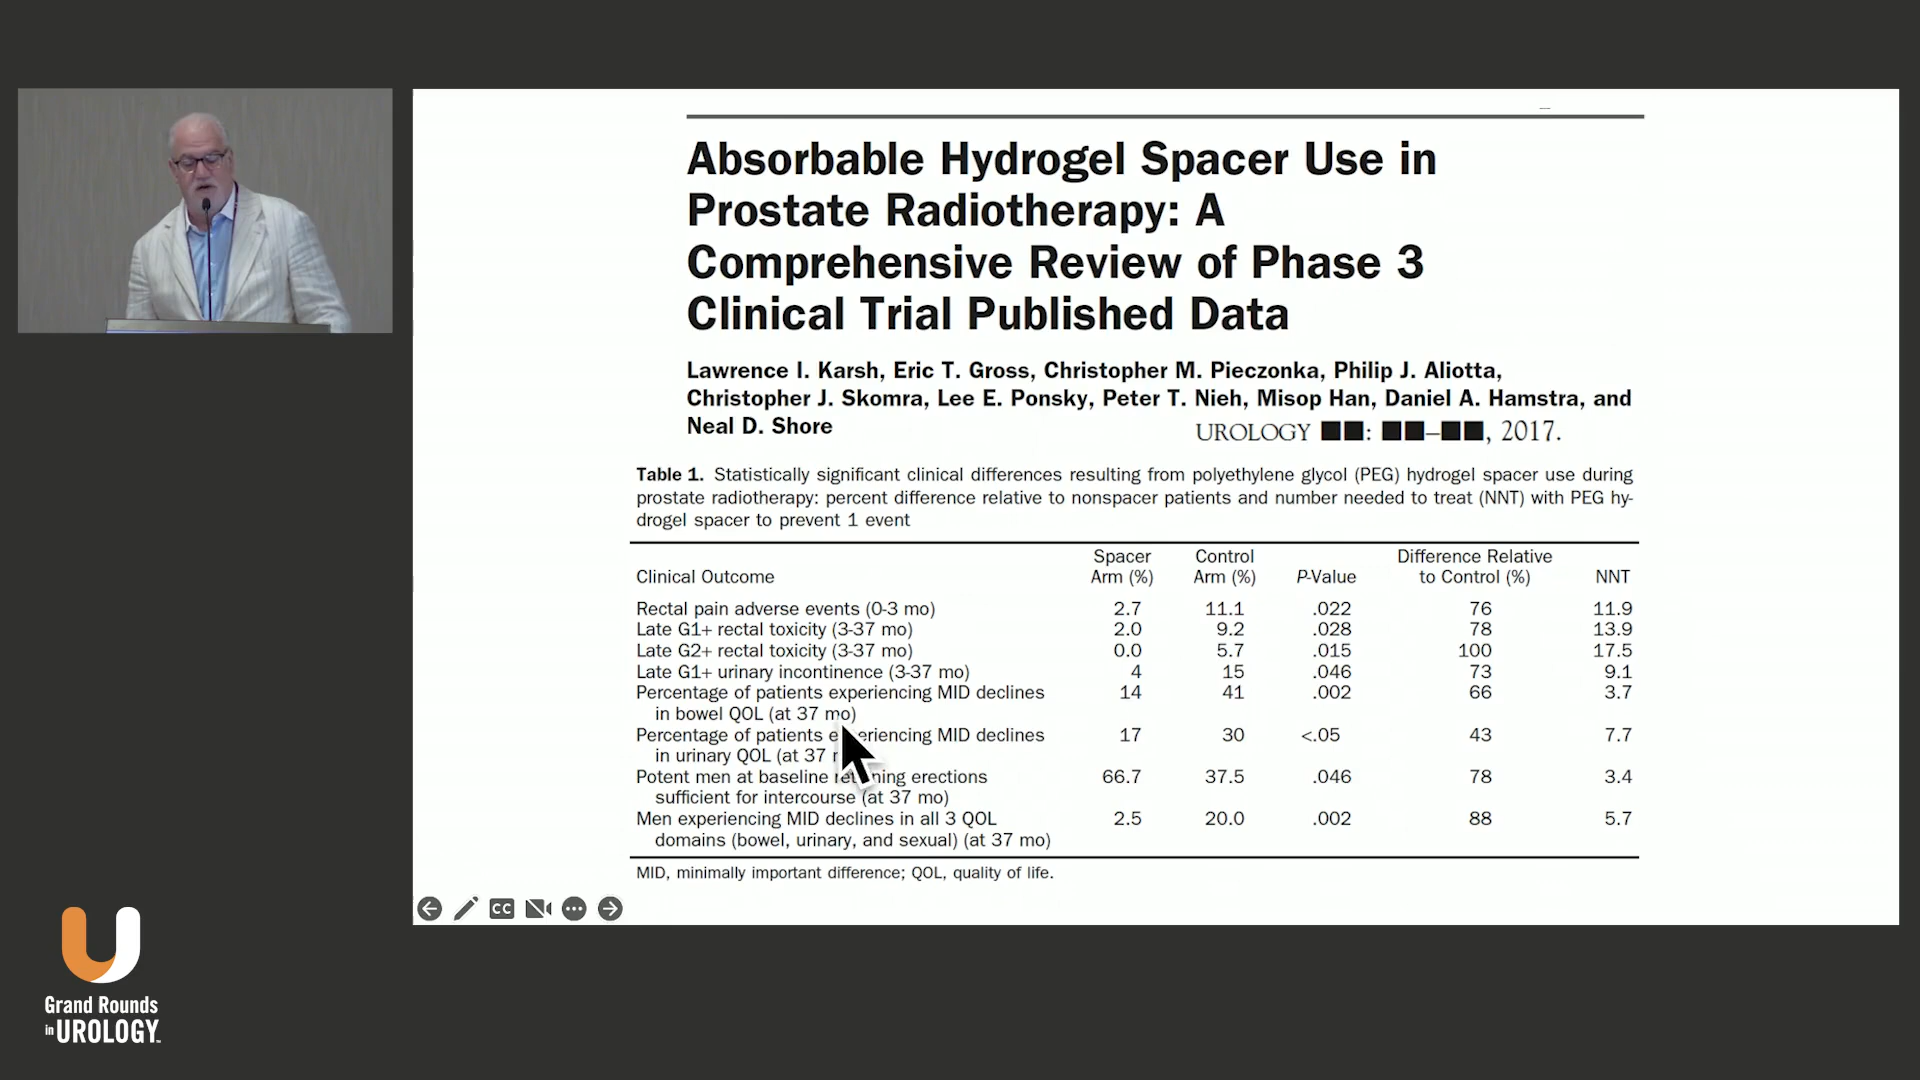 Absorbable Hydrogel Spacer Use in
Prostate Radiotherapy: A
Comprehensive Review of Phase 3
Clinical Trial Published Data
Lawrence I. Karsh, Eric T. Gross, Christopher M. Pieczonka, Philip J. Aliotta,
Christopher J. Skomra, Lee E. Ponsky, Peter T. Nieh, Misop Han, Daniel A. Hamstra, and
Neal D. Shore
UROLOGY ■■: ■■–■■, 2017.
Table 1. Statistically significant clinical differences resulting from polyethylene glycol (PEG) hydrogel spacer use during
prostate radiotherapy: percent difference relative to nonspacer patients and number needed to treat (NNT) with PEG hy-
drogel spacer to prevent 1 event
Spacer Control Difference Relative
Clinical Outcome Arm (%) Arm (%) P-Value to Control (%) NNT
Rectal pain adverse events (0-3 mo) 2.7 11.1 .022 76 11.9
Late G1+ rectal toxicity (3-37 mo) 2.0 9.2 .028 78 13.9
Late G2+ rectal toxicity (3-37 mo) 0.0 5.7 .015 100 17.5
Late G1+ urinary incontinence (3-37 mo) 4 15 .046 73 9.1
Percentage of patients experiencing MID declines 14 41 .002 66 3.7
in bowel QOL (at 37 mo)
Percentage of patients experiencing MID declines 17 30 <.05 43 7.7
in urinary QOL (at 37
Potent men at baseline retaining erections 66.7 37.5 .046 78 3.4
sufficient for intercourse (at 37 mo)
Men experiencing MID declines in all 3 QOL 2.5 20.0 .002 88 5.7
domains (bowel, urinary, and sexual) (at 37 mo)
MID, minimally important difference; QOL, quality of life.
CC
Grand Rounds
in UROLOGY